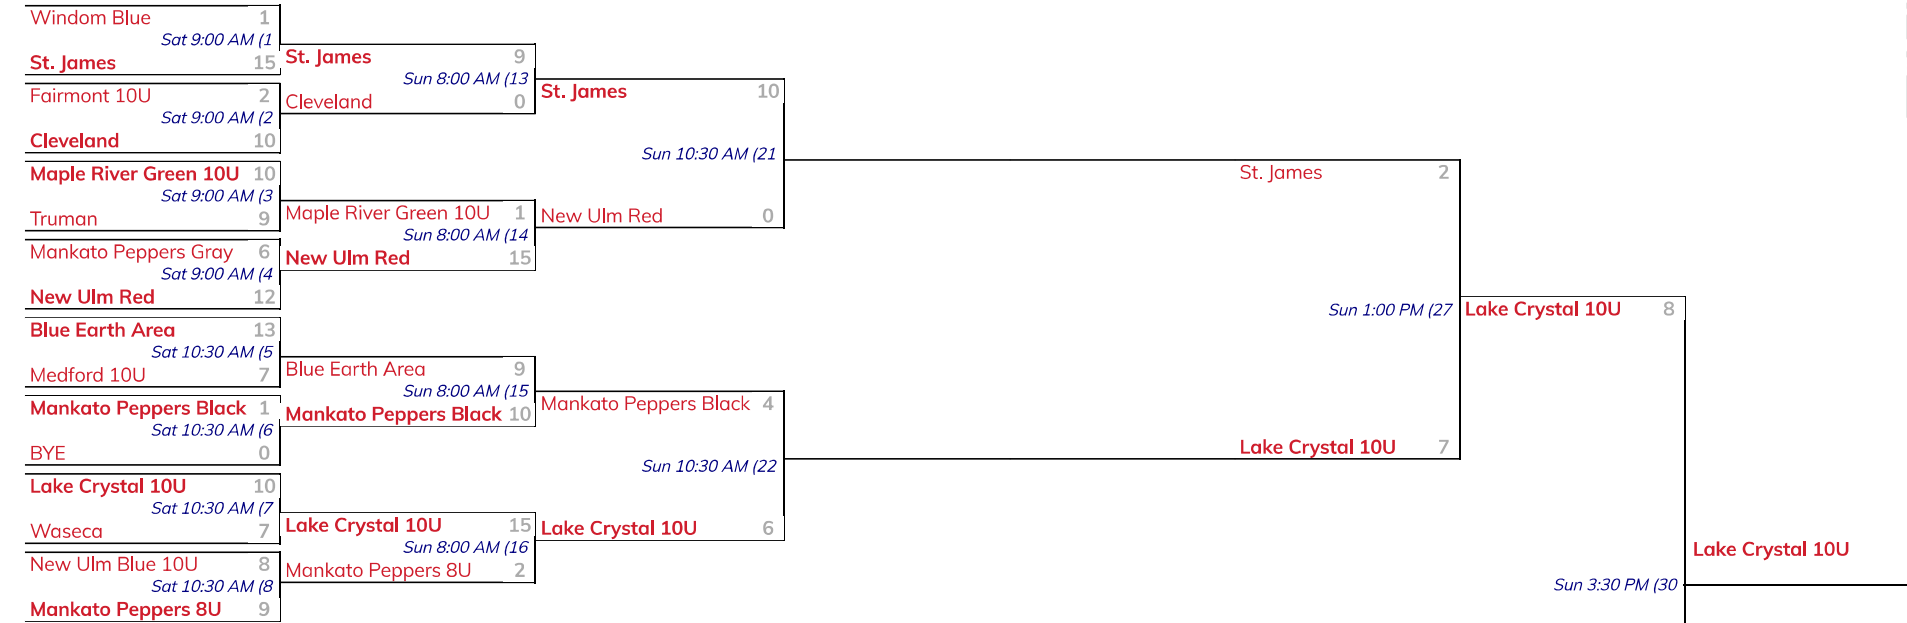 Windom Blue 1
Sat 9:00 AM (1
St. James 15
Fairmont 10U 2
Sat 9:00 AM (2
Cleveland 10
Maple River Green 10U 10
Sat 9:00 AM (3
Truman 9
Mankato Peppers Gray 6
Sat 9:00 AM (4
New Ulm Red 12
Blue Earth Area 13
Sat 10:30 AM (5
Medford 10U 7
Mankato Peppers Black 1
Sat 10:30 AM (6
BYE 0
Lake Crystal 10U 10
Sat 10:30 AM (7
Waseca 7
New Ulm Blue 10U 8
Sat 10:30 AM (8
Mankato Peppers 8U 9
St. James 9
Sun 8:00 AM (13
Cleveland 0
Maple River Green 10U 1
Sun 8:00 AM (14
New Ulm Red 15
Blue Earth Area 9
Sun 8:00 AM (15
Mankato Peppers Black 10
Lake Crystal 10U 15
Sun 8:00 AM (16
Mankato Peppers 8U 2
St. James 10
Sun 10:30 AM (21
New Ulm Red 0
Mankato Peppers Black 4
Sun 10:30 AM (22
Lake Crystal 10U 6
St. James 2
Sun 1:00 PM (27
Lake Crystal 10U 7
Lake Crystal 10U 8
Sun 3:30 PM (30
Lake Crystal 10U